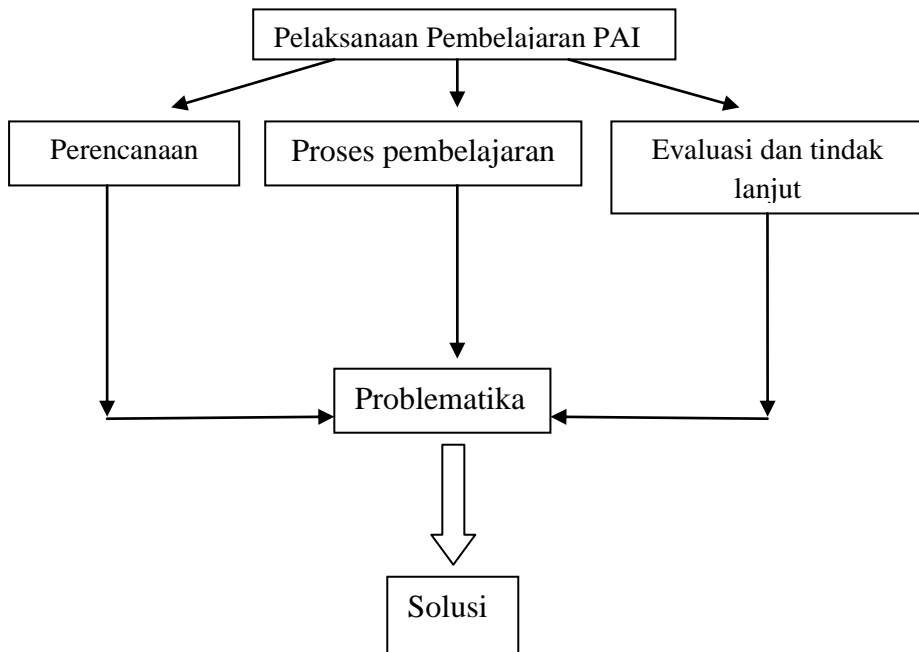 Pelaksanaan Pembelajaran PAI
Perencanaan
Proses pembelajaran
Evaluasi dan tindak
lanjut
Problematika
Solusi